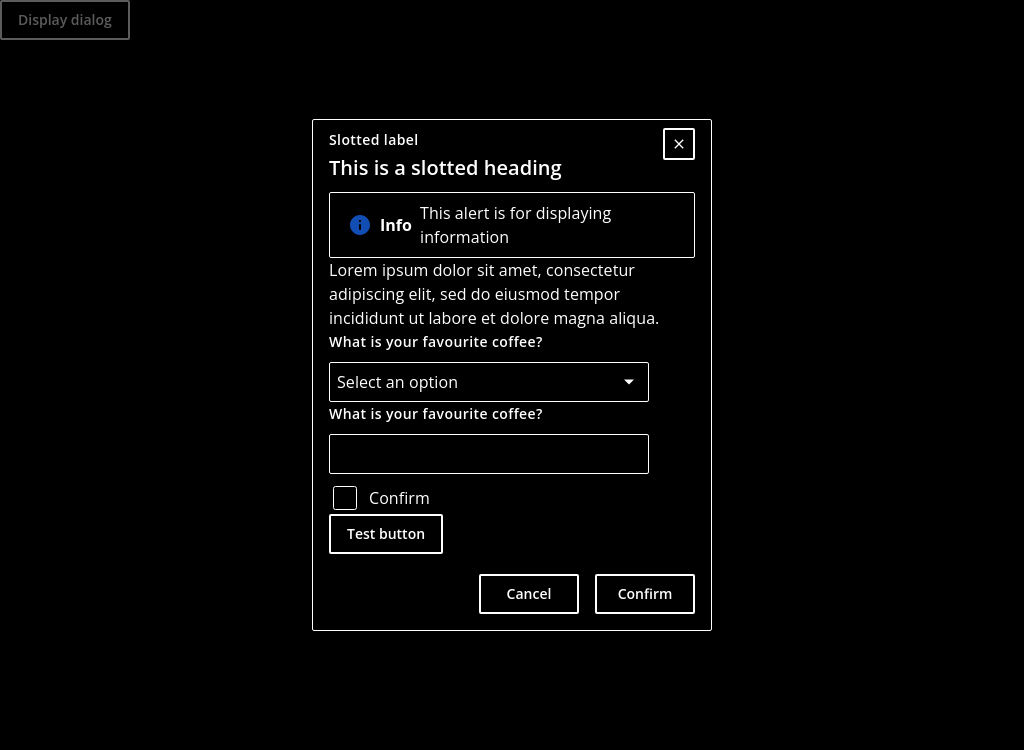 Display dialog
Slotted label
This is a slotted heading
Info
This alert is for displaying
information
Lorem ipsum dolor sit amet, consectetur
adipiscing elit, sed do eiusmod tempor
incididunt ut labore et dolore magna aliqua.
What is your favourite coffee?
Select an option
What is your favourite coffee?
Confirm
Test button
Cancel
Confirm